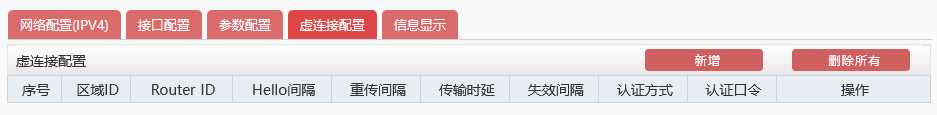 网络配置(IPV4) 接口配置 参数配置 虚连接配置 信息显示
虚连接配置 新增 删除所有
序号 区域ID Router ID Hello间隔 重传间隔 传输时延 失效间隔 认证方式 认证口令 操作